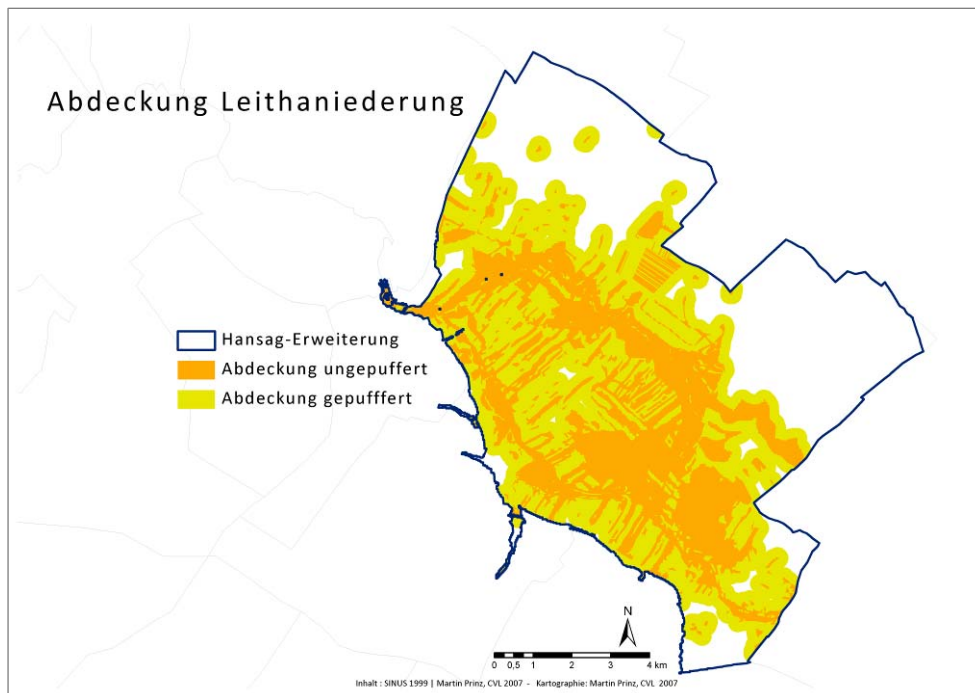 Abdeckung Leithaniederung
Hansag-Erweiterung
Abdeckung ungepuffert
Abdeckung gepufffert
N
0 0,5 1 2 3 4 km
Inhalt : SINUS 1999 | Martin Prinz, CVL 2007 - Kartographie: Martin Prinz, CVL 2007